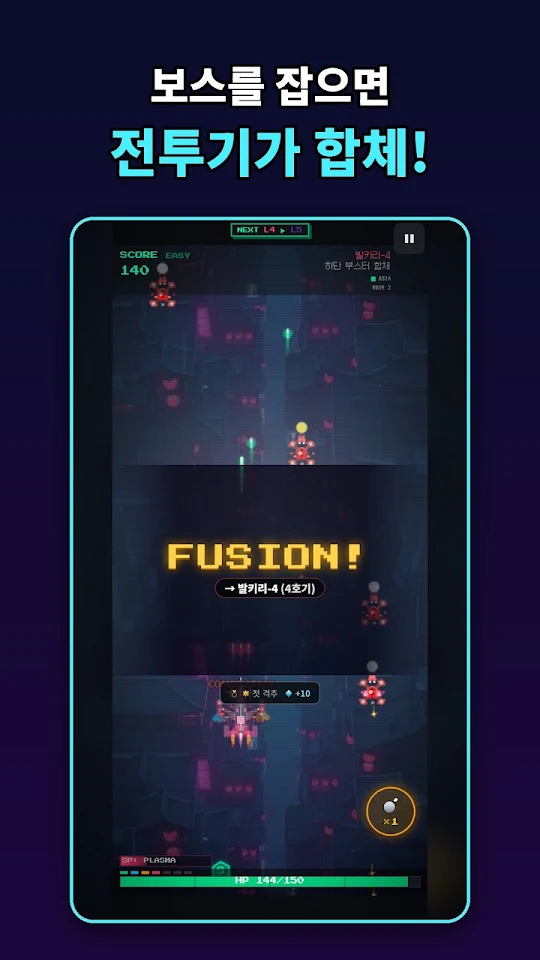 보스를 잡으면
전투기가 합체!
NEXT L4 ▶ L5
SCORE EASY
140
발키리-4
하단 부스터 합체
ASIA
WAVE 2
FUSION!
→ 발키리-4 (4호기)
첫 격추 +10
×1
SP: PLASMA
HP 144/150